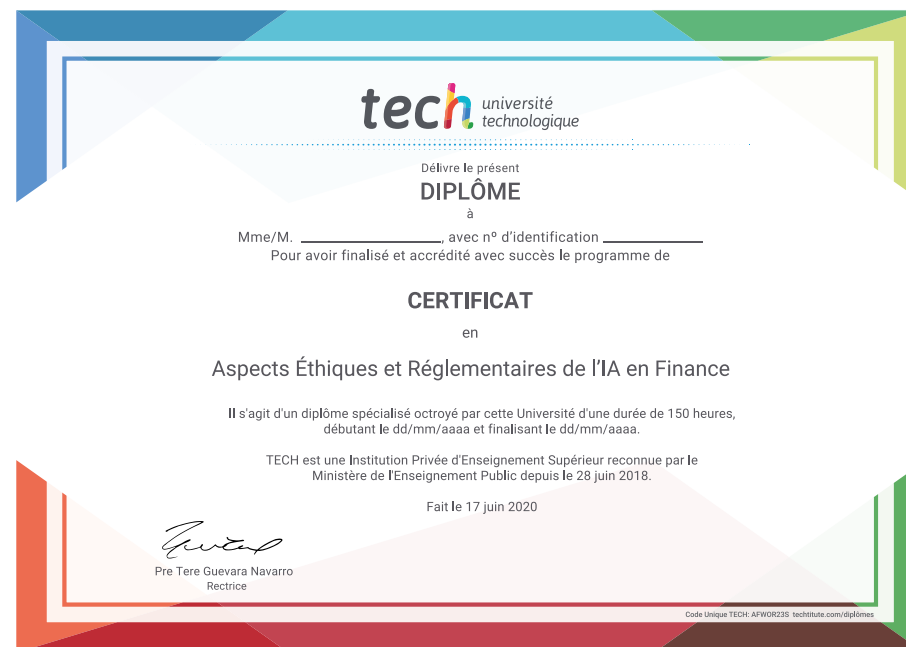 tech université
technologique
Délivre le présent
DIPLÔME
à
Mme/M. ____________________, avec nº d'identification ______________
Pour avoir finalisé et accrédité avec succès le programme de
CERTIFICAT
en
Aspects Éthiques et Réglementaires de l'IA en Finance
Il s'agit d'un diplôme spécialisé octroyé par cette Université d'une durée de 150 heures,
débutant le dd/mm/aaaa et finalisant le dd/mm/aaaa.
TECH est une Institution Privée d'Enseignement Supérieur reconnue par le
Ministère de l'Enseignement Public depuis le 28 juin 2018.
Fait le 17 juin 2020
Pre Tere Guevara Navarro
Rectrice
Code Unique TECH: AFWOR23S techtitute.com/diplômes